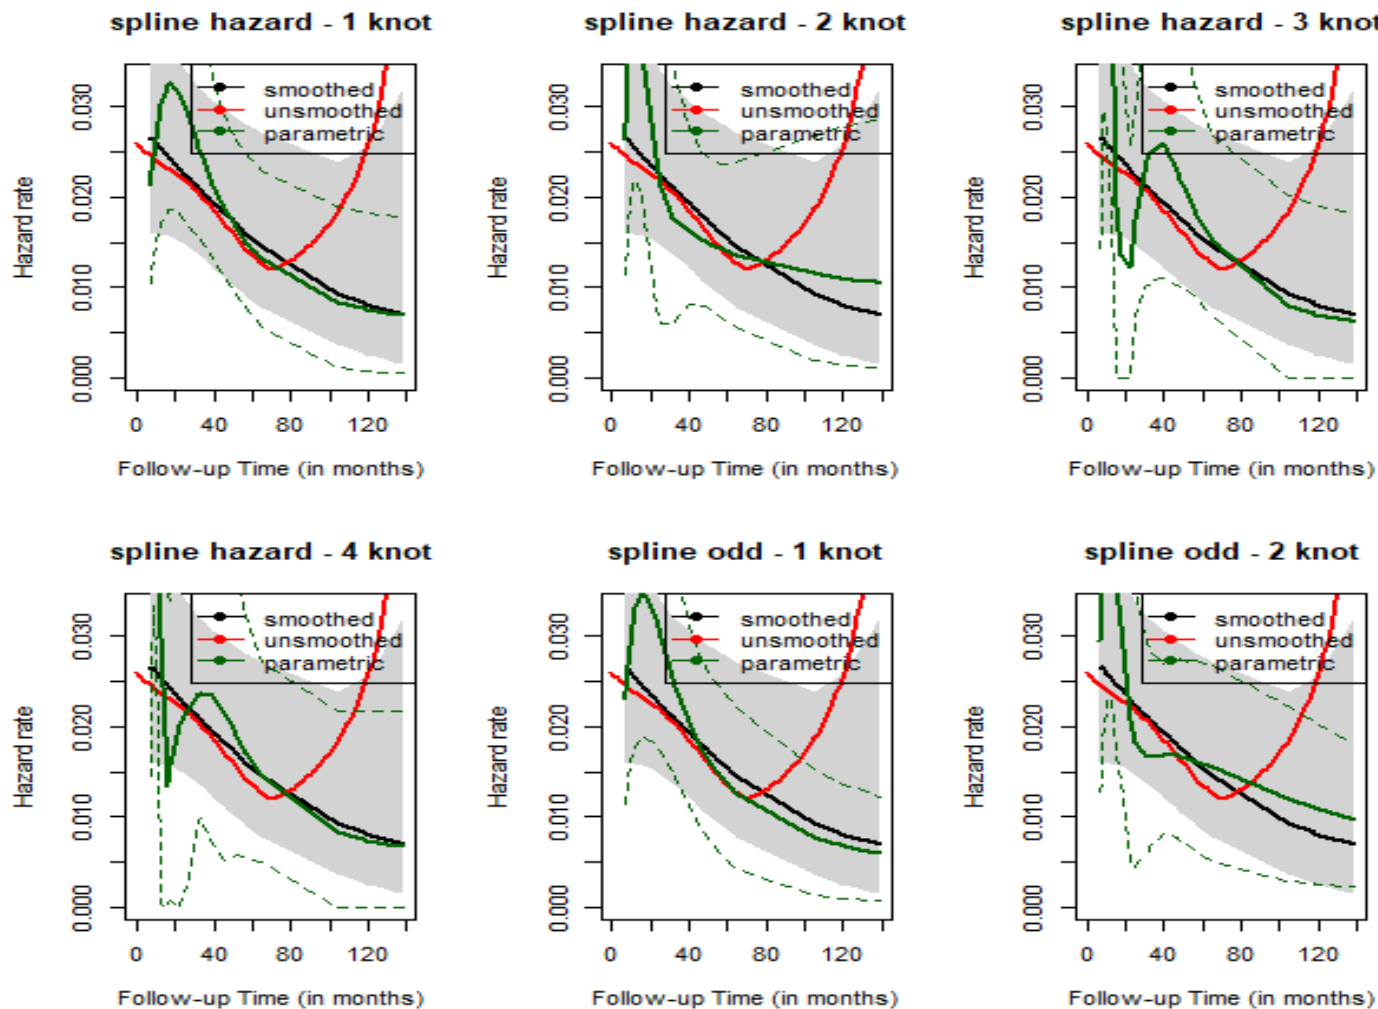 spline hazard - 1 knot
smoothed
unsmoothed
parametric
Hazard rate
0.000 0.010 0.020 0.030
0 40 80 120
Follow-up Time (in months)
spline hazard - 2 knot
smoothed
unsmoothed
parametric
Hazard rate
0.000 0.010 0.020 0.030
0 40 80 120
Follow-up Time (in months)
spline hazard - 3 knot
smoothed
unsmoothed
parametric
Hazard rate
0.000 0.010 0.020 0.030
0 40 80 120
Follow-up Time (in months)
spline hazard - 4 knot
smoothed
unsmoothed
parametric
Hazard rate
0.000 0.010 0.020 0.030
0 40 80 120
Follow-up Time (in months)
spline odd - 1 knot
smoothed
unsmoothed
parametric
Hazard rate
0.000 0.010 0.020 0.030
0 40 80 120
Follow-up Time (in months)
spline odd - 2 knot
smoothed
unsmoothed
parametric
Hazard rate
0.000 0.010 0.020 0.030
0 40 80 120
Follow-up Time (in months)